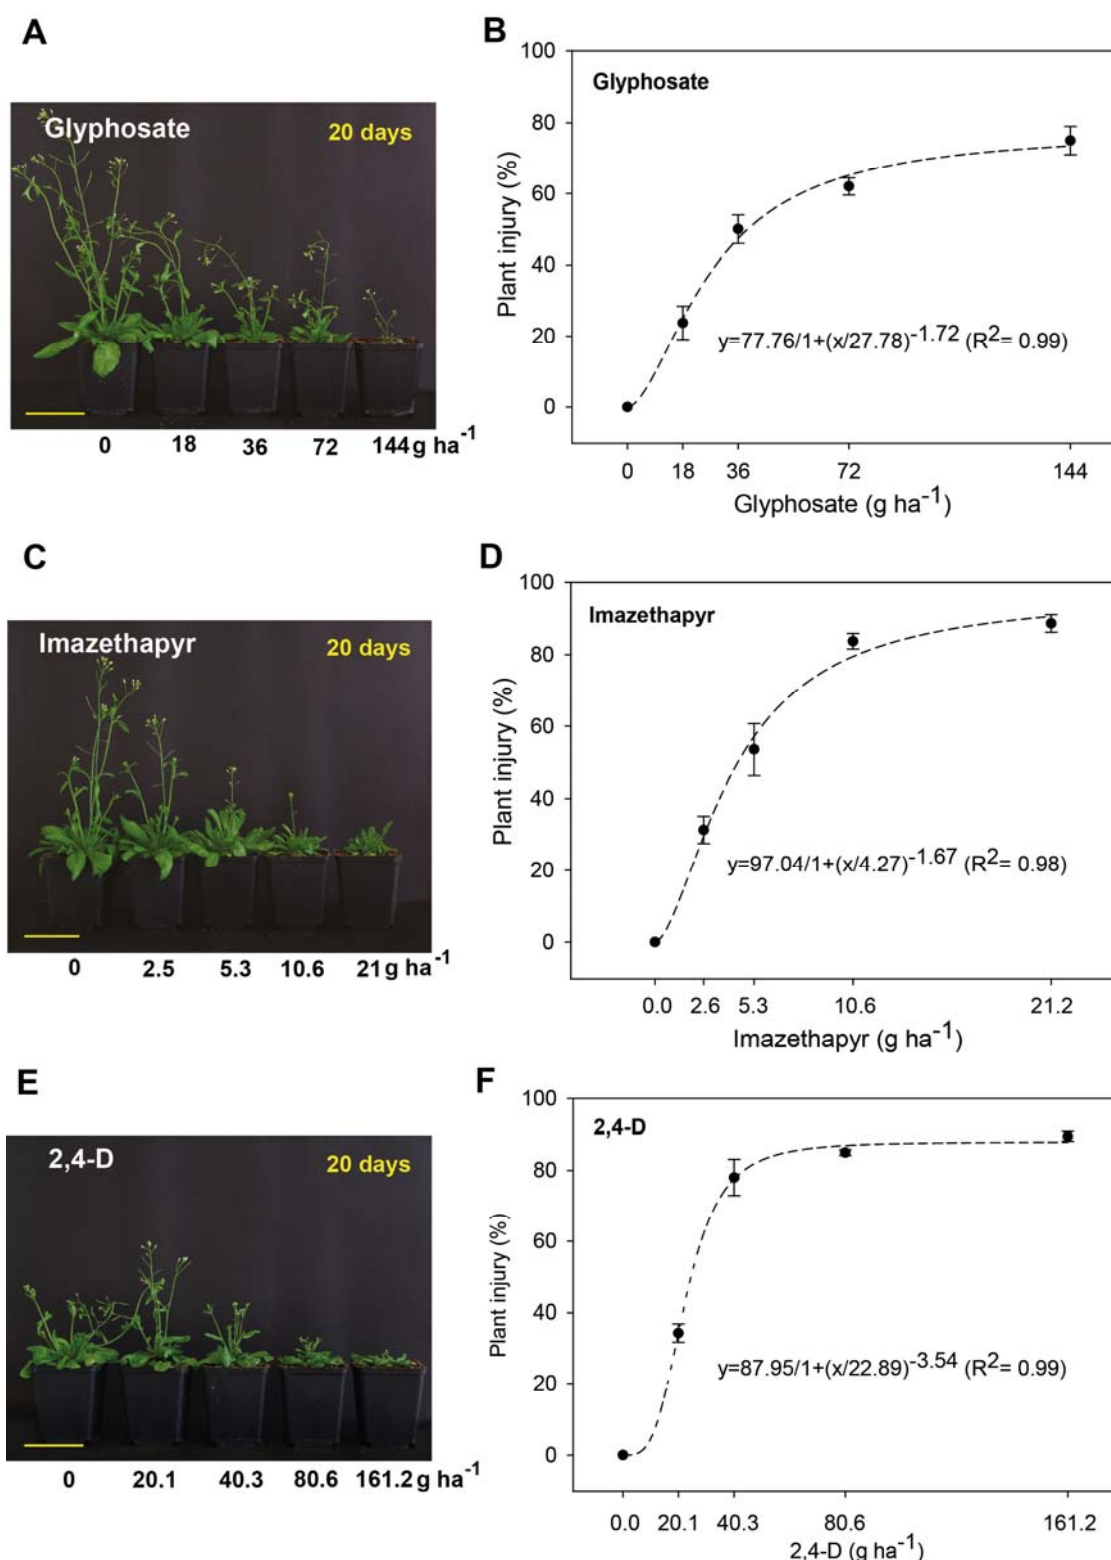 A
Glyphosate
20 days
0 18 36 72 144 g ha⁻¹
B
Glyphosate
Plant injury (%)
100
80
60
40
20
0
y=77.76/1+(x/27.78)⁻¹·⁷² (R²= 0.99)
0 18 36 72 144
Glyphosate (g ha⁻¹)
C
Imazethapyr
20 days
0 2.5 5.3 10.6 21 g ha⁻¹
D
Imazethapyr
Plant injury (%)
100
80
60
40
20
0
y=97.04/1+(x/4.27)⁻¹·⁶⁷ (R²= 0.98)
0.0 2.6 5.3 10.6 21.2
Imazethapyr (g ha⁻¹)
E
2,4-D
20 days
0 20.1 40.3 80.6 161.2 g ha⁻¹
F
2,4-D
Plant injury (%)
100
80
60
40
20
0
y=87.95/1+(x/22.89)⁻³·⁵⁴ (R²= 0.99)
0.0 20.1 40.3 80.6 161.2
2,4-D (g ha⁻¹)